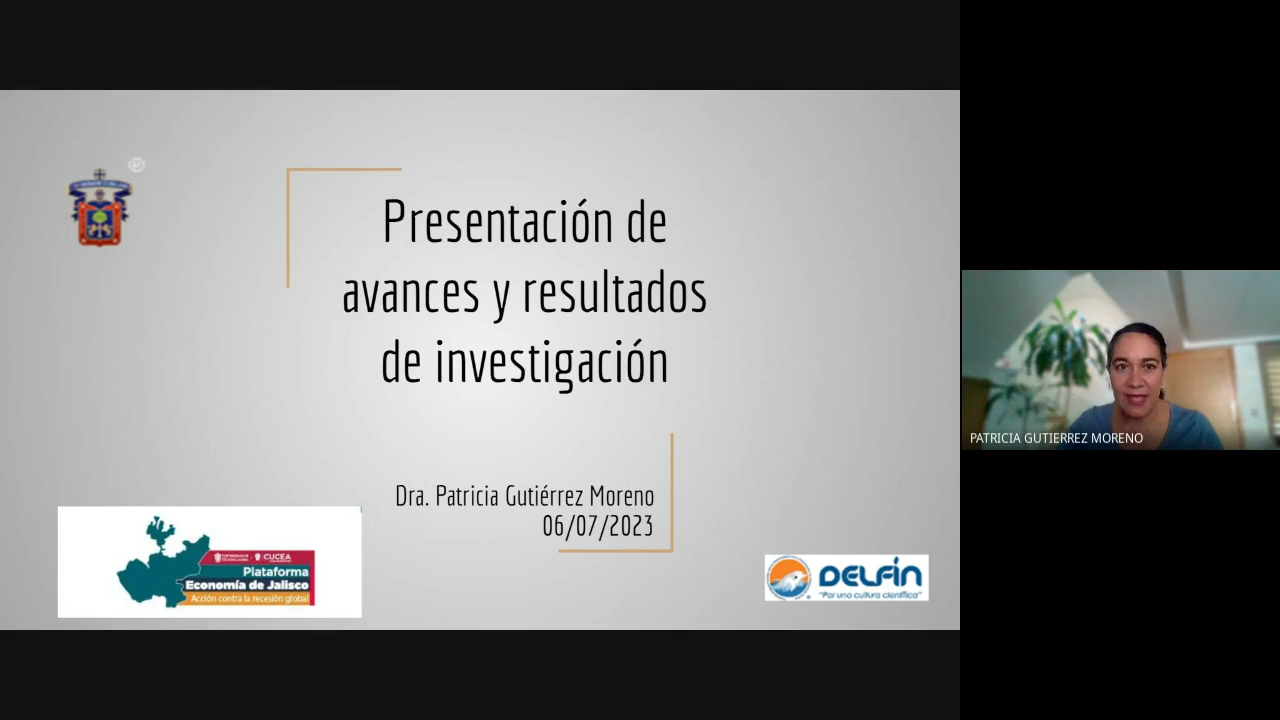 Presentación de
avances y resultados
de investigación
Dra. Patricia Gutiérrez Moreno
06/07/2023
CUCEA
Plataforma
Economía de Jalisco
Acción contra la recesión global
DELFÍN
"Por una cultura científica"
PATRICIA GUTIERREZ MORENO